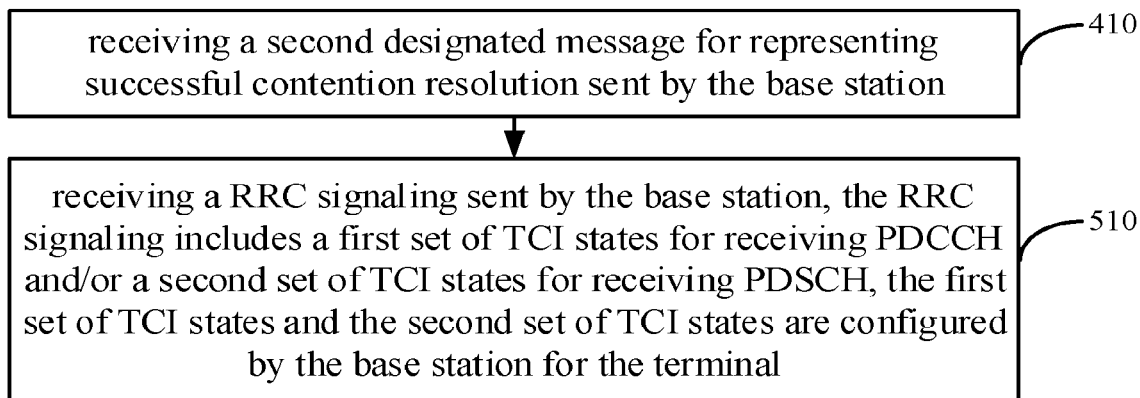 receiving a second designated message for representing
successful contention resolution sent by the base station
410
receiving a RRC signaling sent by the base station, the RRC
signaling includes a first set of TCI states for receiving PDCCH
and/or a second set of TCI states for receiving PDSCH, the first
set of TCI states and the second set of TCI states are configured
by the base station for the terminal
510